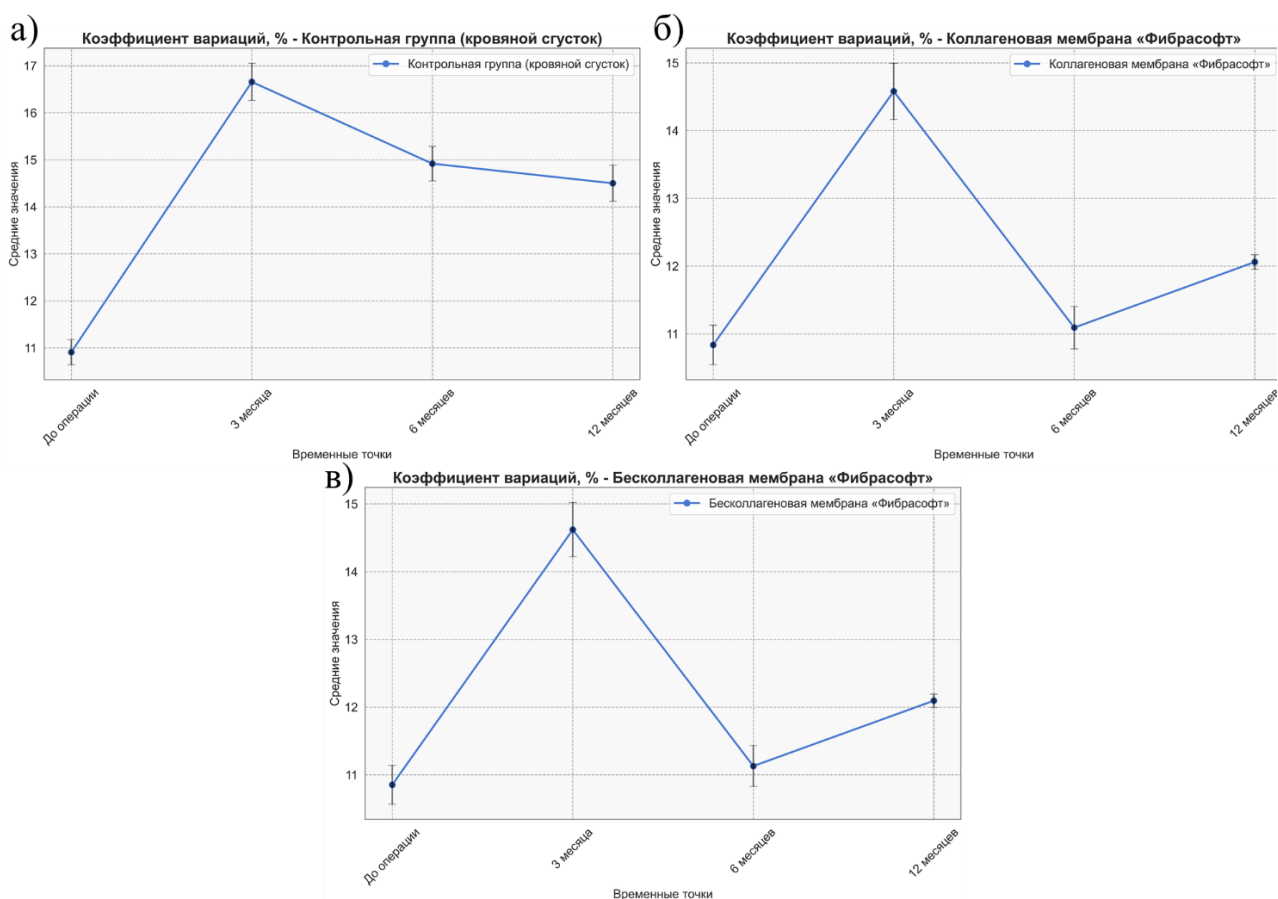 а)
Коэффициент вариаций, % - Контрольная группа (кровяной сгусток)
Контрольная группа (кровяной сгусток)
Средние значения
17
16
15
14
13
12
11
До операции
3 месяца
6 месяцев
12 месяцев
Временные точки
б)
Коэффициент вариаций, % - Коллагеновая мембрана «Фибрасофт»
Коллагеновая мембрана «Фибрасофт»
Средние значения
15
14
13
12
11
До операции
3 месяца
6 месяцев
12 месяцев
Временные точки
в)
Коэффициент вариаций, % - Бесколлагеновая мембрана «Фибрасофт»
Бесколлагеновая мембрана «Фибрасофт»
Средние значения
15
14
13
12
11
До операции
3 месяца
6 месяцев
12 месяцев
Временные точки